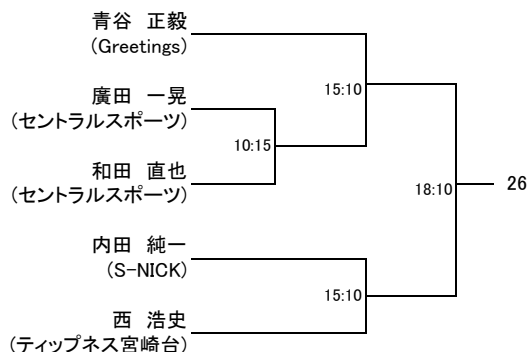 青谷 正毅
(Greetings)
廣田 一晃
(セントラルスポーツ)
和田 直也
(セントラルスポーツ)
内田 純一
(S-NICK)
西 浩史
(ティップネス宮崎台)
10:15
15:10
15:10
18:10
26